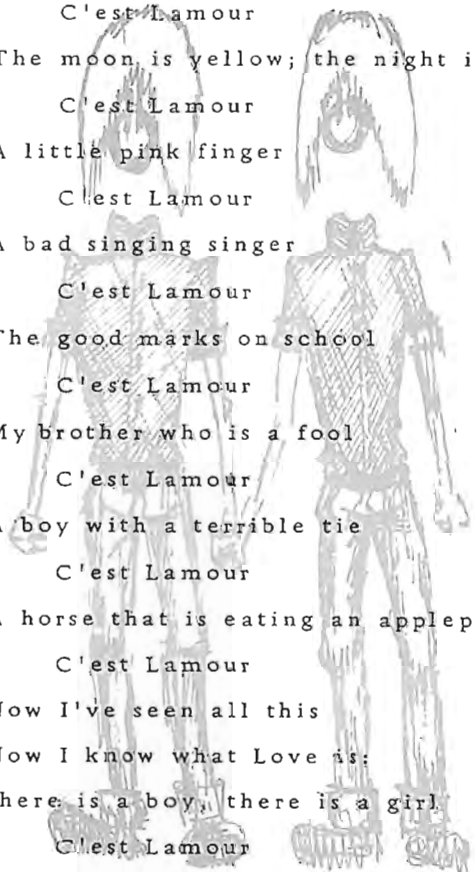 C'est Lamour
The moon is yellow; the night i
C'est Lamour
A little pink finger
C'est Lamour
A bad singing singer
C'est Lamour
The good marks on school
C'est Lamour
My brother who is a fool
C'est Lamour
A boy with a terrible tie
C'est Lamour
A horse that is eating an applep
C'est Lamour
Now I've seen all this
Now I know what Love is:
here is a boy, there is a girl
C'est Lamour